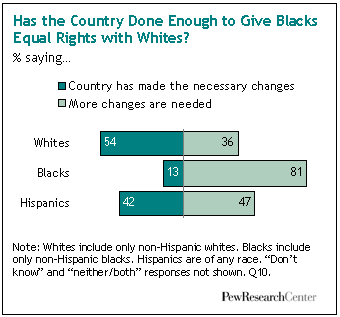 Has the Country Done Enough to Give Blacks
Equal Rights with Whites?
% saying...
Country has made the necessary changes
More changes are needed
Whites 54 36
Blacks 13 81
Hispanics 42 47
Note: Whites include only non-Hispanic whites. Blacks include
only non-Hispanic blacks. Hispanics are of any race. “Don’t
know” and “neither/both” responses not shown. Q10.
PewResearchCenter